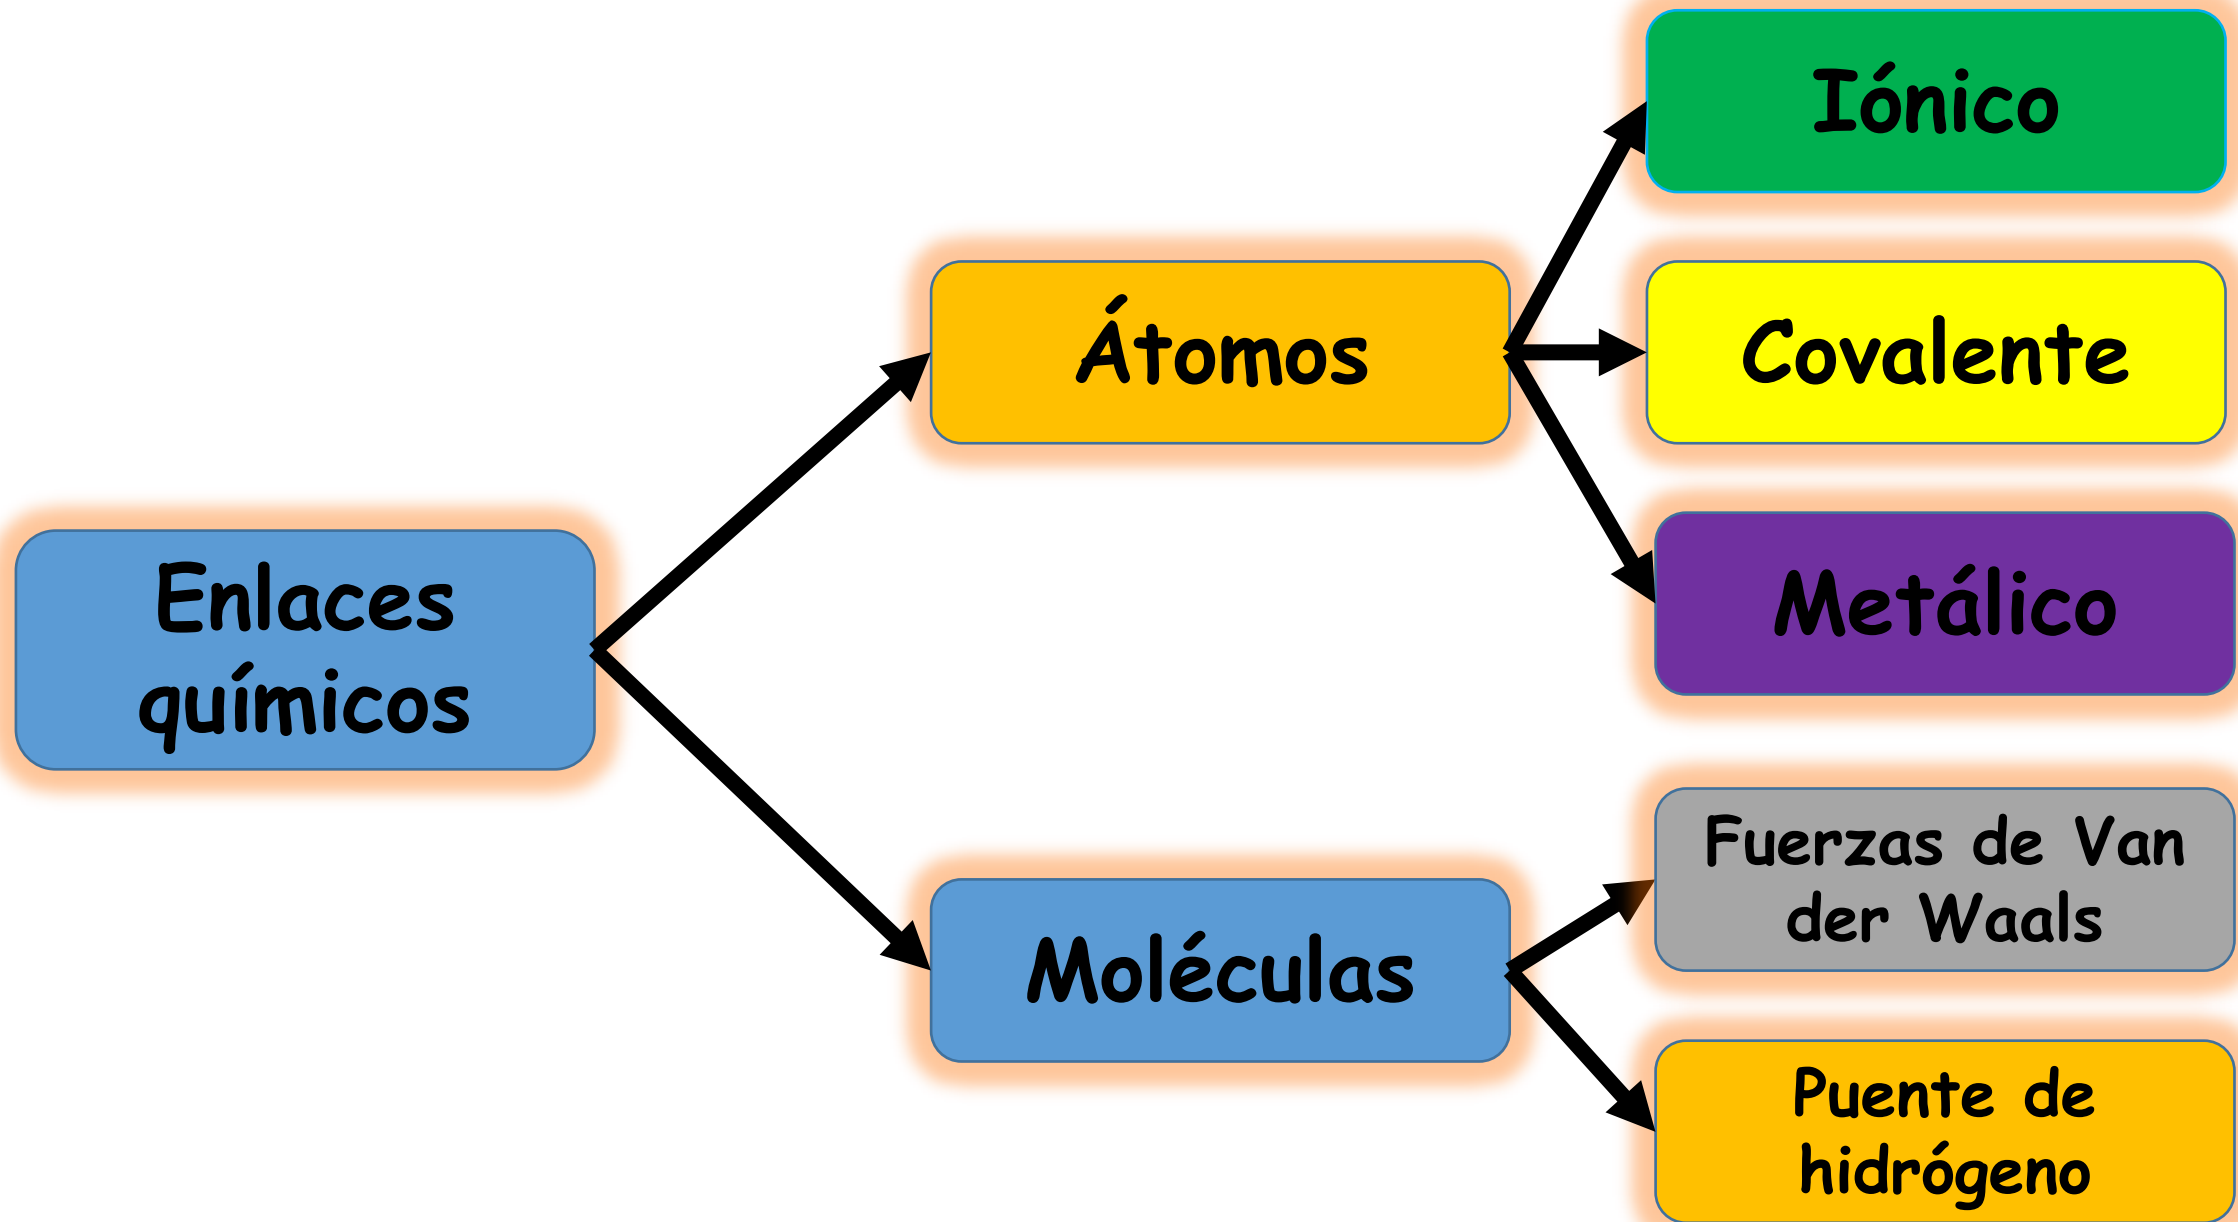 Enlaces
químicos
Átomos
Iónico
Covalente
Metálico
Moléculas
Fuerzas de Van
der Waals
Puente de
hidrógeno